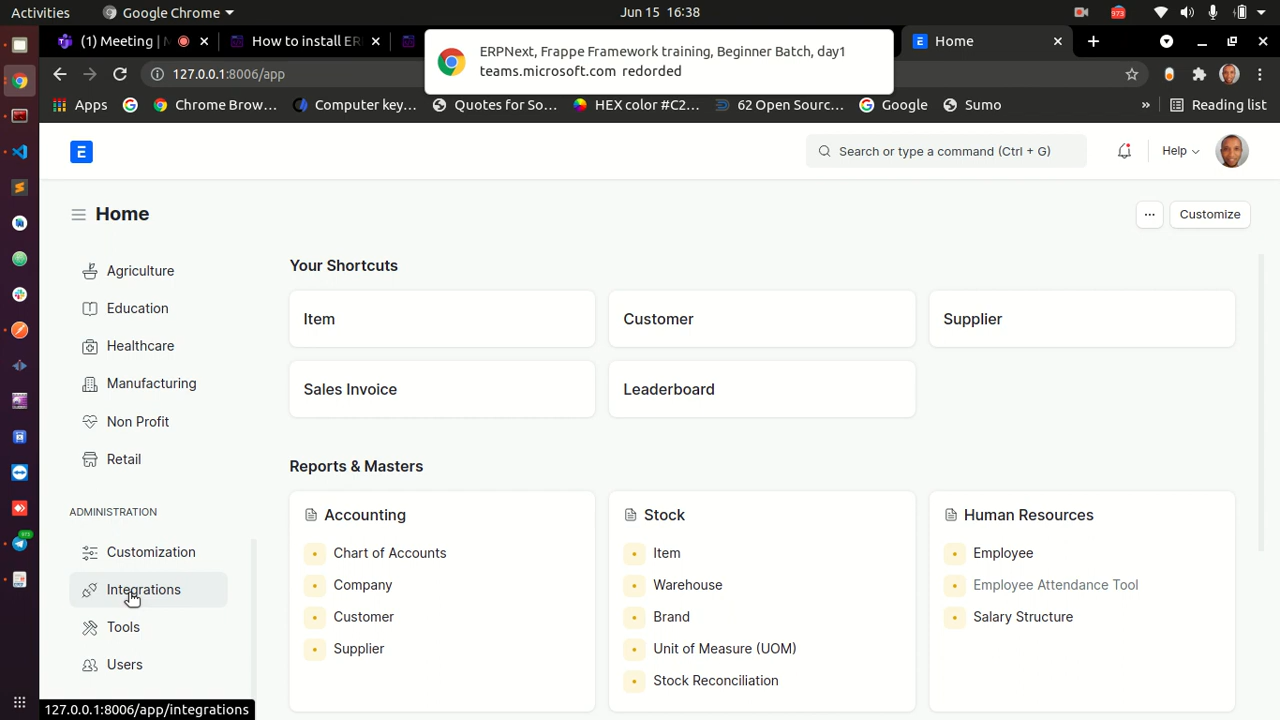 Activities
Google Chrome
Jun 15 16:38
973
(1) Meeting |
How to install ER
Home
ERPNext, Frappe Framework training, Beginner Batch, day1
teams.microsoft.com redorded
127.0.0.1:8006/app
Apps
Chrome Brow...
Computer key...
Quotes for So...
HEX color #C2...
62 Open Sourc...
Google
Sumo
»
Reading list
E
Search or type a command (Ctrl + G)
Help
Home
...
Customize
Agriculture
Education
Healthcare
Manufacturing
Non Profit
Retail
ADMINISTRATION
Customization
Integrations
Tools
Users
Your Shortcuts
Item
Customer
Supplier
Sales Invoice
Leaderboard
Reports & Masters
Accounting
Chart of Accounts
Company
Customer
Supplier
Stock
Item
Warehouse
Brand
Unit of Measure (UOM)
Stock Reconciliation
Human Resources
Employee
Employee Attendance Tool
Salary Structure
127.0.0.1:8006/app/integrations